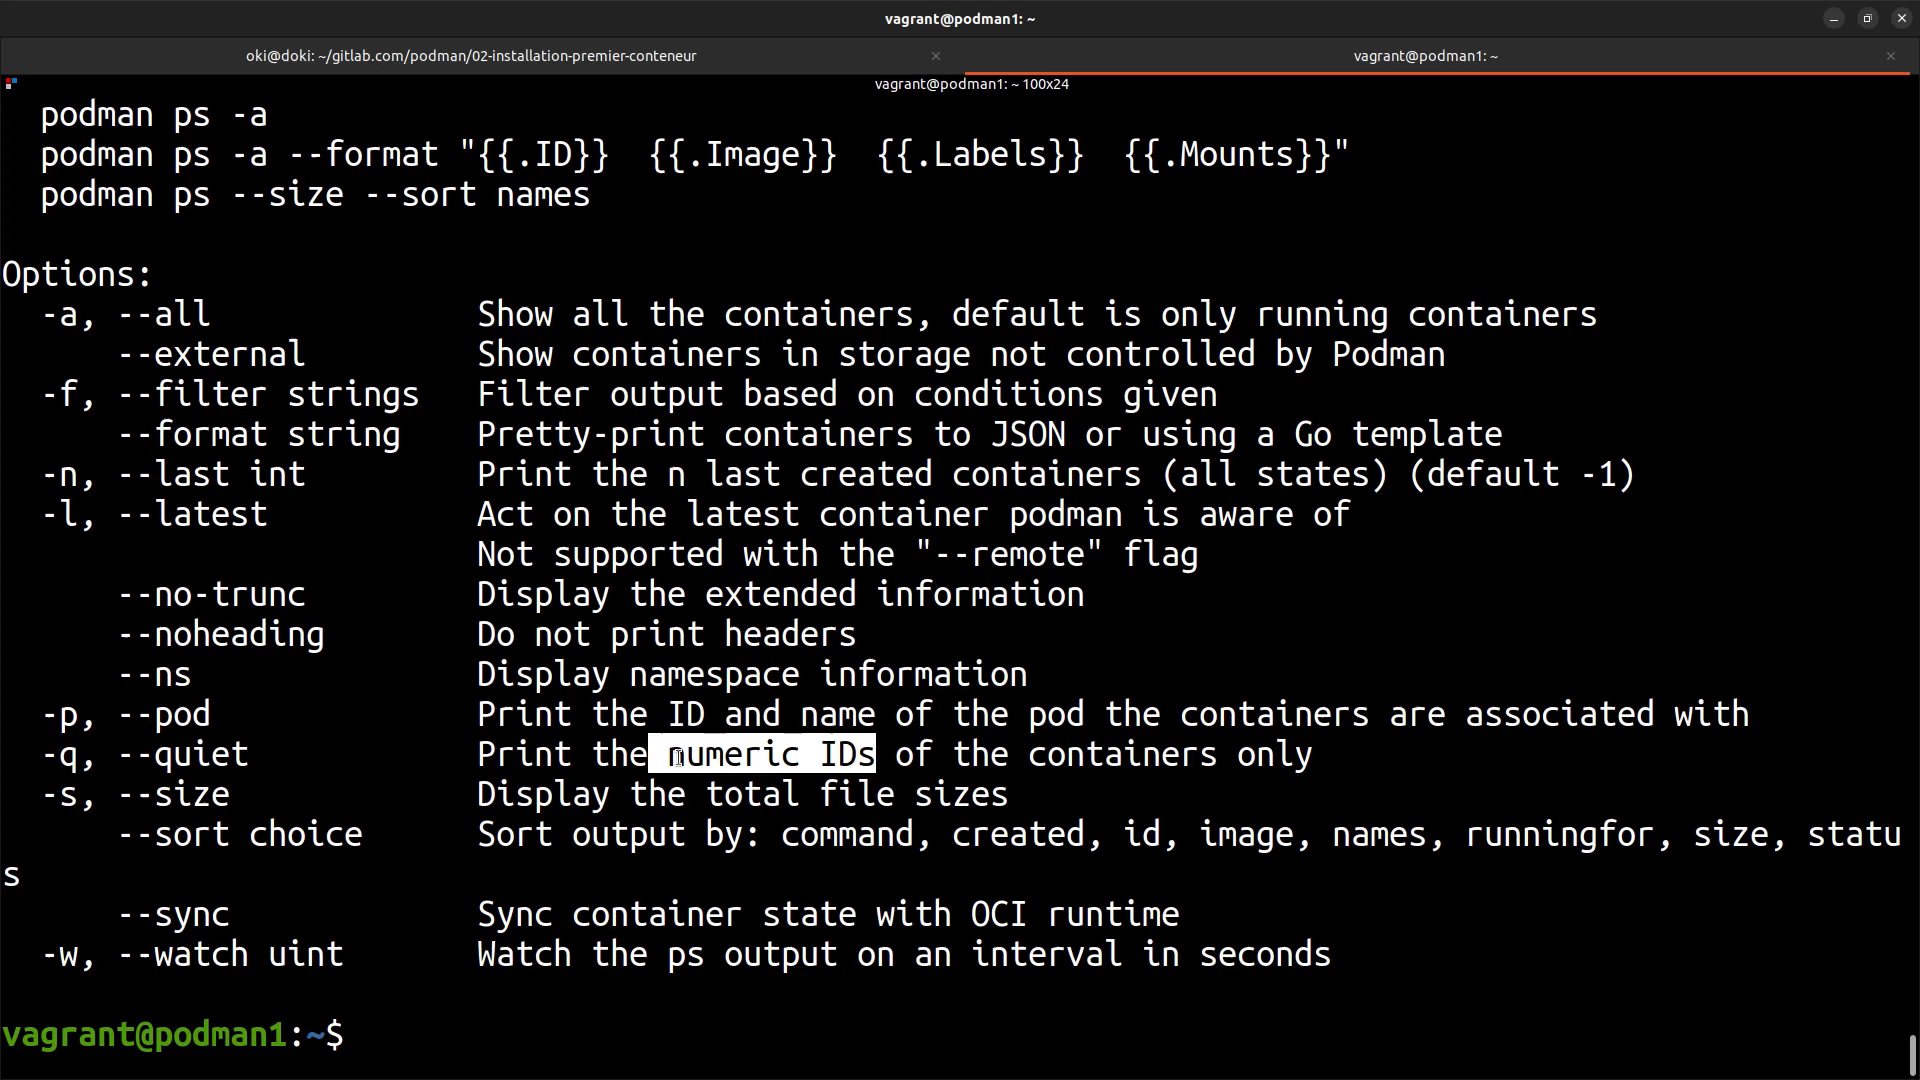 vagrant@podman1: ~
oki@doki: ~/gitlab.com/podman/02-installation-premier-conteneur
vagrant@podman1: ~
vagrant@podman1: ~ 100x24
podman ps -a
podman ps -a --format "{{.ID}}  {{.Image}}  {{.Labels}}  {{.Mounts}}"
podman ps --size --sort names
Options:
-a, --all              Show all the containers, default is only running containers
--external         Show containers in storage not controlled by Podman
-f, --filter strings   Filter output based on conditions given
--format string    Pretty-print containers to JSON or using a Go template
-n, --last int         Print the n last created containers (all states) (default -1)
-l, --latest           Act on the latest container podman is aware of
Not supported with the "--remote" flag
--no-trunc         Display the extended information
--noheading        Do not print headers
--ns               Display namespace information
-p, --pod              Print the ID and name of the pod the containers are associated with
-q, --quiet            Print the numeric IDs of the containers only
-s, --size             Display the total file sizes
--sort choice      Sort output by: command, created, id, image, names, runningfor, size, statu
s
--sync             Sync container state with OCI runtime
-w, --watch uint       Watch the ps output on an interval in seconds
vagrant@podman1:~$